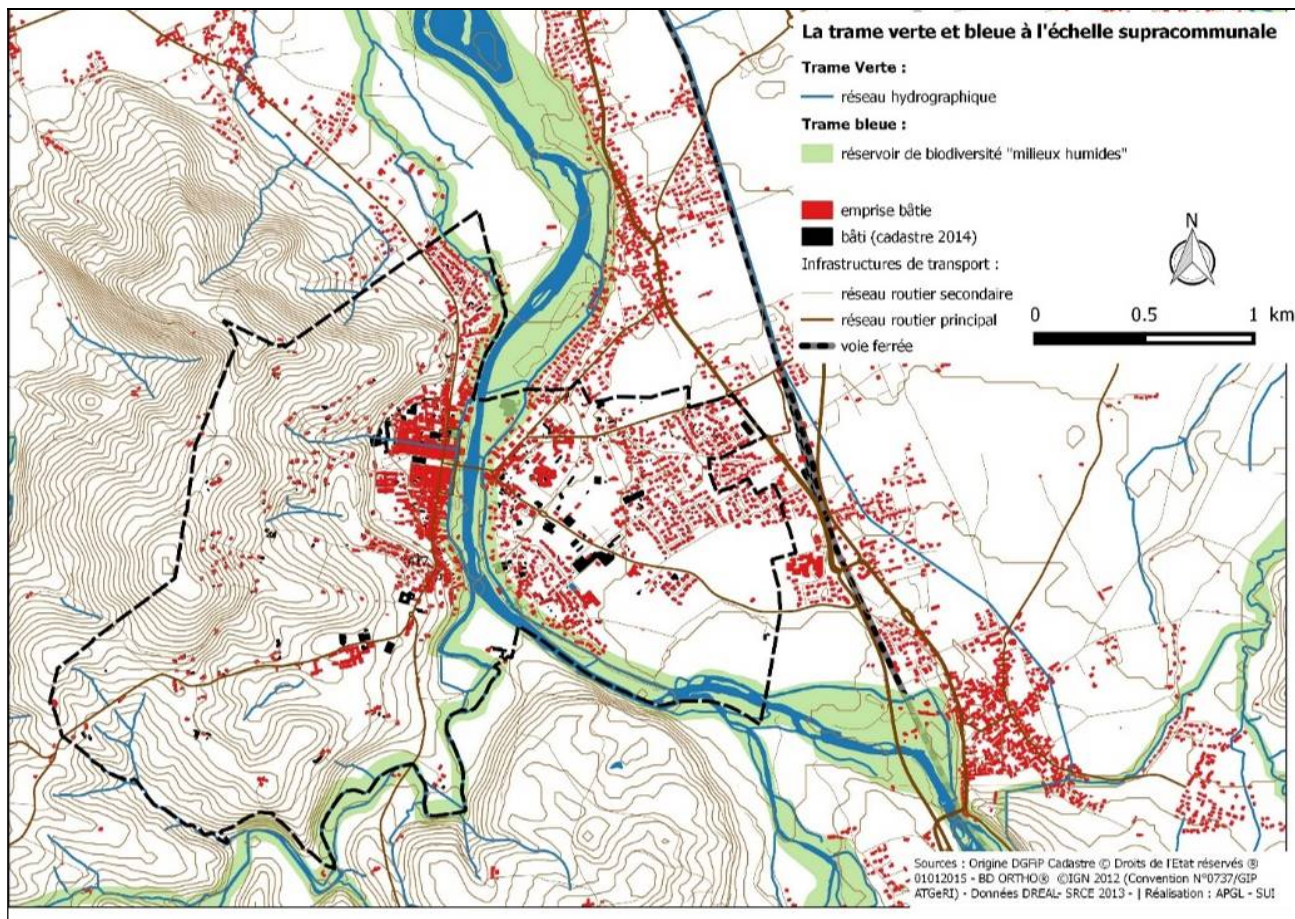 La trame verte et bleue à l'échelle supracommunale
Trame Verte :
réseau hydrographique
Trame bleue :
réservoir de biodiversité "milieux humides"
emprise bâtie
bâti (cadastre 2014)
Infrastructures de transport :
réseau routier secondaire
réseau routier principal
voie ferrée
N
0 0.5 1 km
Sources : Origine DGFiP Cadastre © Droits de l'Etat réservés ®
01012015 - BD ORTHO® ©IGN 2012 (Convention N°0737/GIP
ATGeRI) - Données DREAL- SRCE 2013 - | Réalisation : APGL - SUI